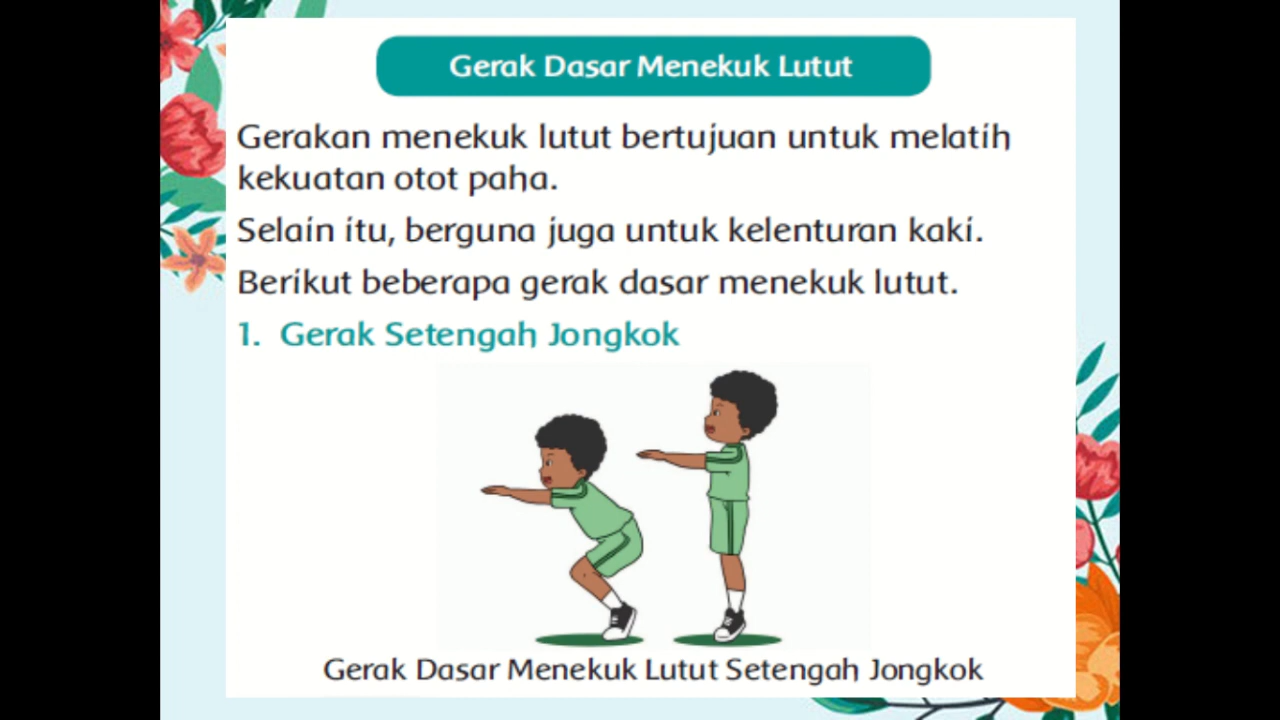 Gerak Dasar Menekuk Lutut
Gerakan menekuk lutut bertujuan untuk melatih
kekuatan otot paha.
Selain itu, berguna juga untuk kelenturan kaki.
Berikut beberapa gerak dasar menekuk lutut.
1. Gerak Setengah Jongkok
Gerak Dasar Menekuk Lutut Setengah Jongkok